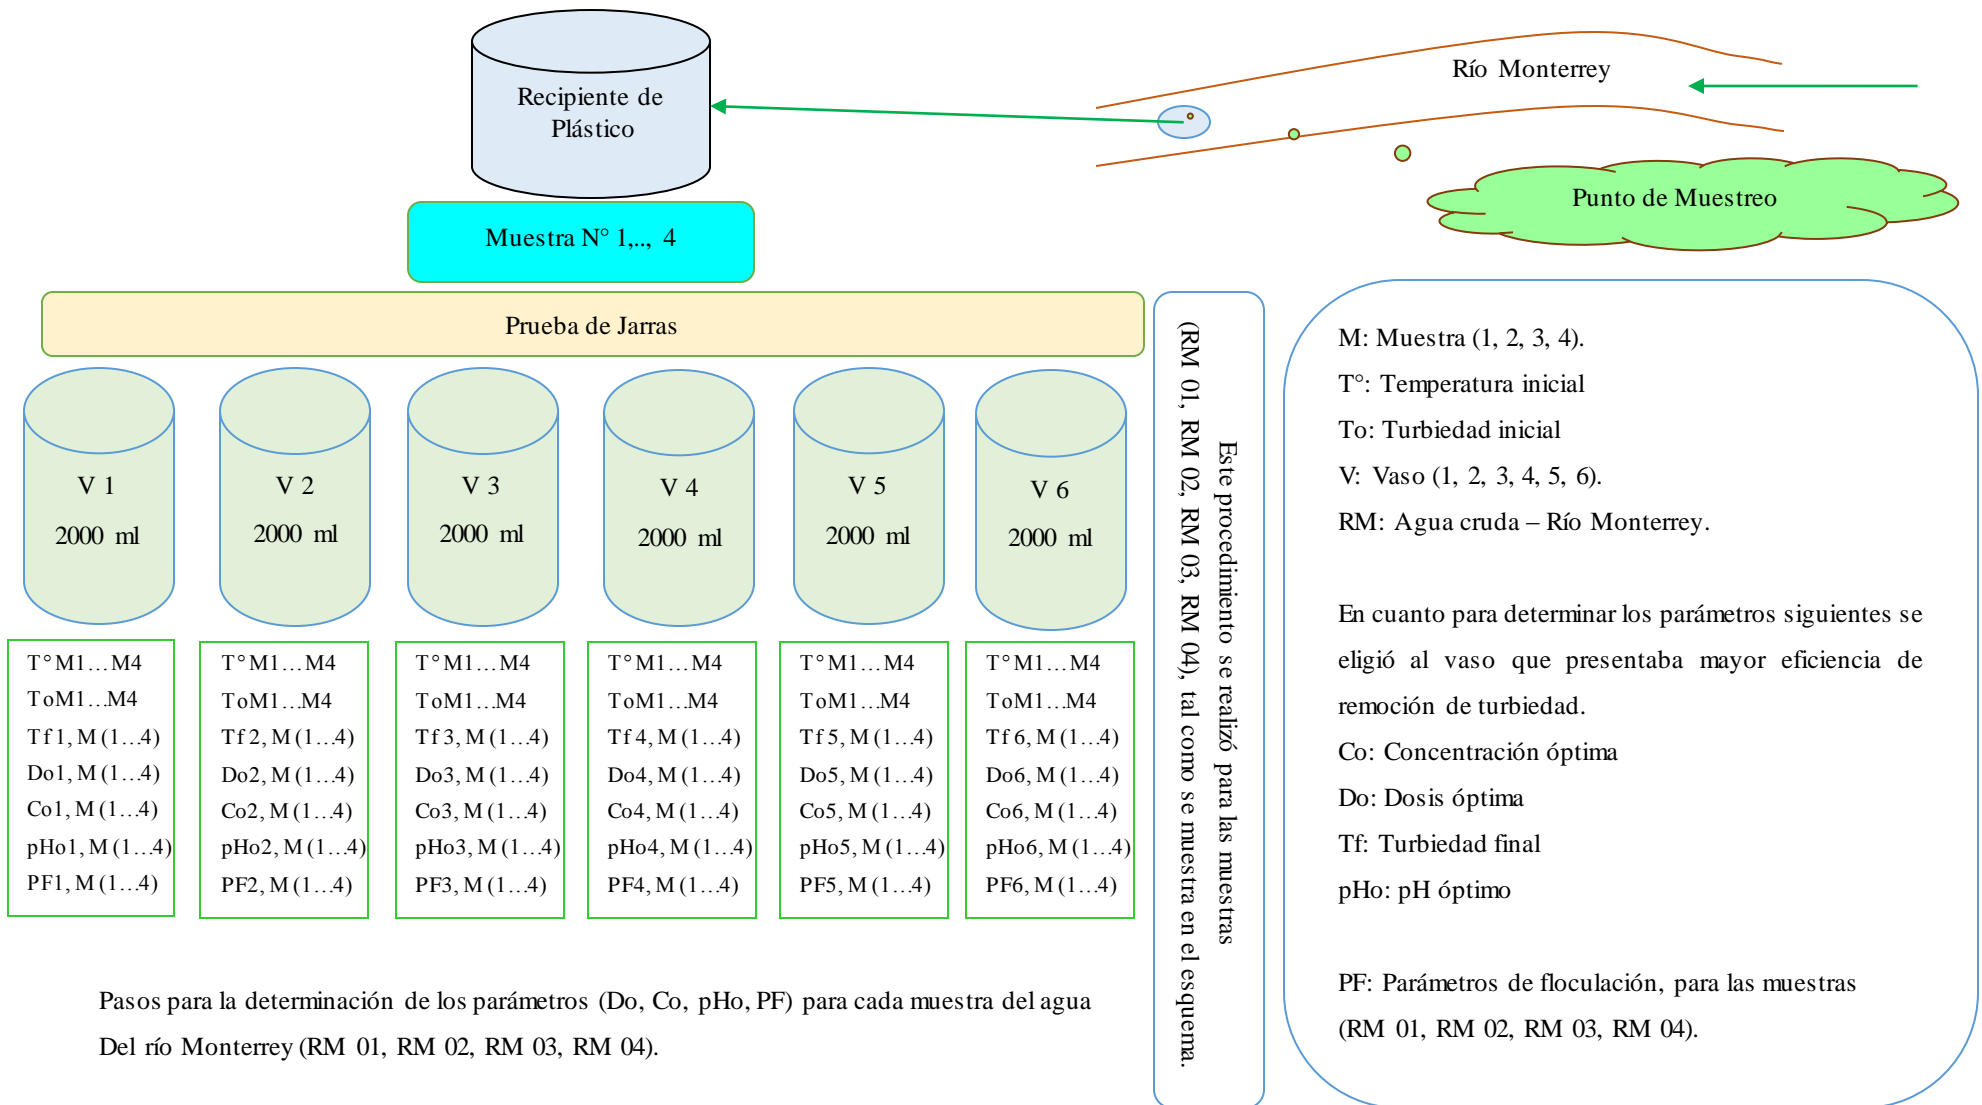 Recipiente de
Plástico
Río Monterrey
Punto de Muestreo
Muestra N° 1,.., 4
Prueba de Jarras
V 1
2000 ml
V 2
2000 ml
V 3
2000 ml
V 4
2000 ml
V 5
2000 ml
V 6
2000 ml
T° M1…M4
ToM1…M4
Tf1, M (1…4)
Do1, M (1…4)
Co1, M (1…4)
pHo1, M (1…4)
PF1, M (1…4)
T° M1…M4
ToM1…M4
Tf2, M (1…4)
Do2, M (1…4)
Co2, M (1…4)
pHo2, M (1…4)
PF2, M (1…4)
T° M1…M4
ToM1…M4
Tf3, M (1…4)
Do3, M (1…4)
Co3, M (1…4)
pHo3, M (1…4)
PF3, M (1…4)
T° M1…M4
ToM1…M4
Tf4, M (1…4)
Do4, M (1…4)
Co4, M (1…4)
pHo4, M (1…4)
PF4, M (1…4)
T° M1…M4
ToM1…M4
Tf5, M (1…4)
Do5, M (1…4)
Co5, M (1…4)
pHo5, M (1…4)
PF5, M (1…4)
T° M1…M4
ToM1…M4
Tf6, M (1…4)
Do6, M (1…4)
Co6, M (1…4)
pHo6, M (1…4)
PF6, M (1…4)
Este procedimiento se realizó para las muestras
(RM 01, RM 02, RM 03, RM 04), tal como se muestra en el esquema.
M: Muestra (1, 2, 3, 4).
T°: Temperatura inicial
To: Turbiedad inicial
V: Vaso (1, 2, 3, 4, 5, 6).
RM: Agua cruda – Río Monterrey.
En cuanto para determinar los parámetros siguientes se
eligió al vaso que presentaba mayor eficiencia de
remoción de turbiedad.
Co: Concentración óptima
Do: Dosis óptima
Tf: Turbiedad final
pHo: pH óptimo
PF: Parámetros de floculación, para las muestras
(RM 01, RM 02, RM 03, RM 04).
Pasos para la determinación de los parámetros (Do, Co, pHo, PF) para cada muestra del agua
Del río Monterrey (RM 01, RM 02, RM 03, RM 04).